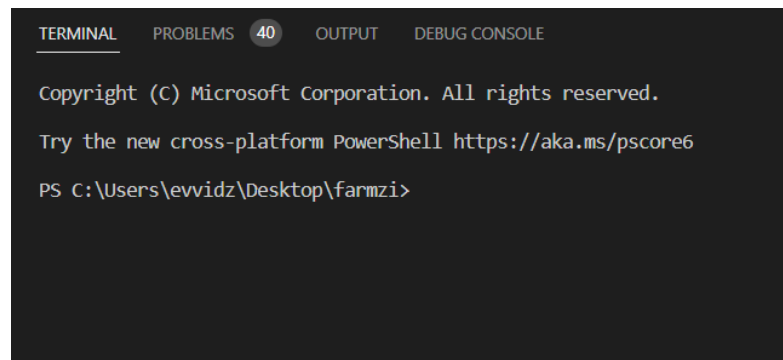 TERMINAL PROBLEMS 40 OUTPUT DEBUG CONSOLE
Copyright (C) Microsoft Corporation. All rights reserved.
Try the new cross-platform PowerShell https://aka.ms/pscore6
PS C:\Users\evvidz\Desktop\farmzi>